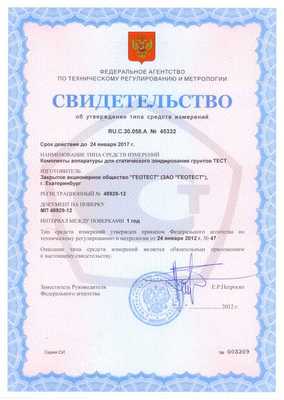 ФЕДЕРАЛЬНОЕ АГЕНТСТВО
ПО ТЕХНИЧЕСКОМУ РЕГУЛИРОВАНИЮ И МЕТРОЛОГИИ
СВИДЕТЕЛЬСТВО
об утверждении типа средств измерений
RU.C.30.058.A № 45332
Срок действия до 24 января 2017 г.
НАИМЕНОВАНИЕ ТИПА СРЕДСТВ ИЗМЕРЕНИЙ
Комплекты аппаратуры для статического зондирования грунтов ТЕСТ
ИЗГОТОВИТЕЛЬ
Закрытое акционерное общество "ГЕОТЕСТ" (ЗАО "ГЕОТЕСТ"),
г. Екатеринбург
РЕГИСТРАЦИОННЫЙ № 48929-12
ДОКУМЕНТ НА ПОВЕРКУ
МП 48929-12
ИНТЕРВАЛ МЕЖДУ ПОВЕРКАМИ 1 год
Тип средств измерений утвержден приказом Федерального агентства по
техническому регулированию и метрологии от 24 января 2012 г. № 47
Описание типа средств измерений является обязательным приложением
к настоящему свидетельству.
Заместитель Руководителя
Е.Р.Петросян
Федерального агентства
2012 г.
Серия СИ
№ 003209